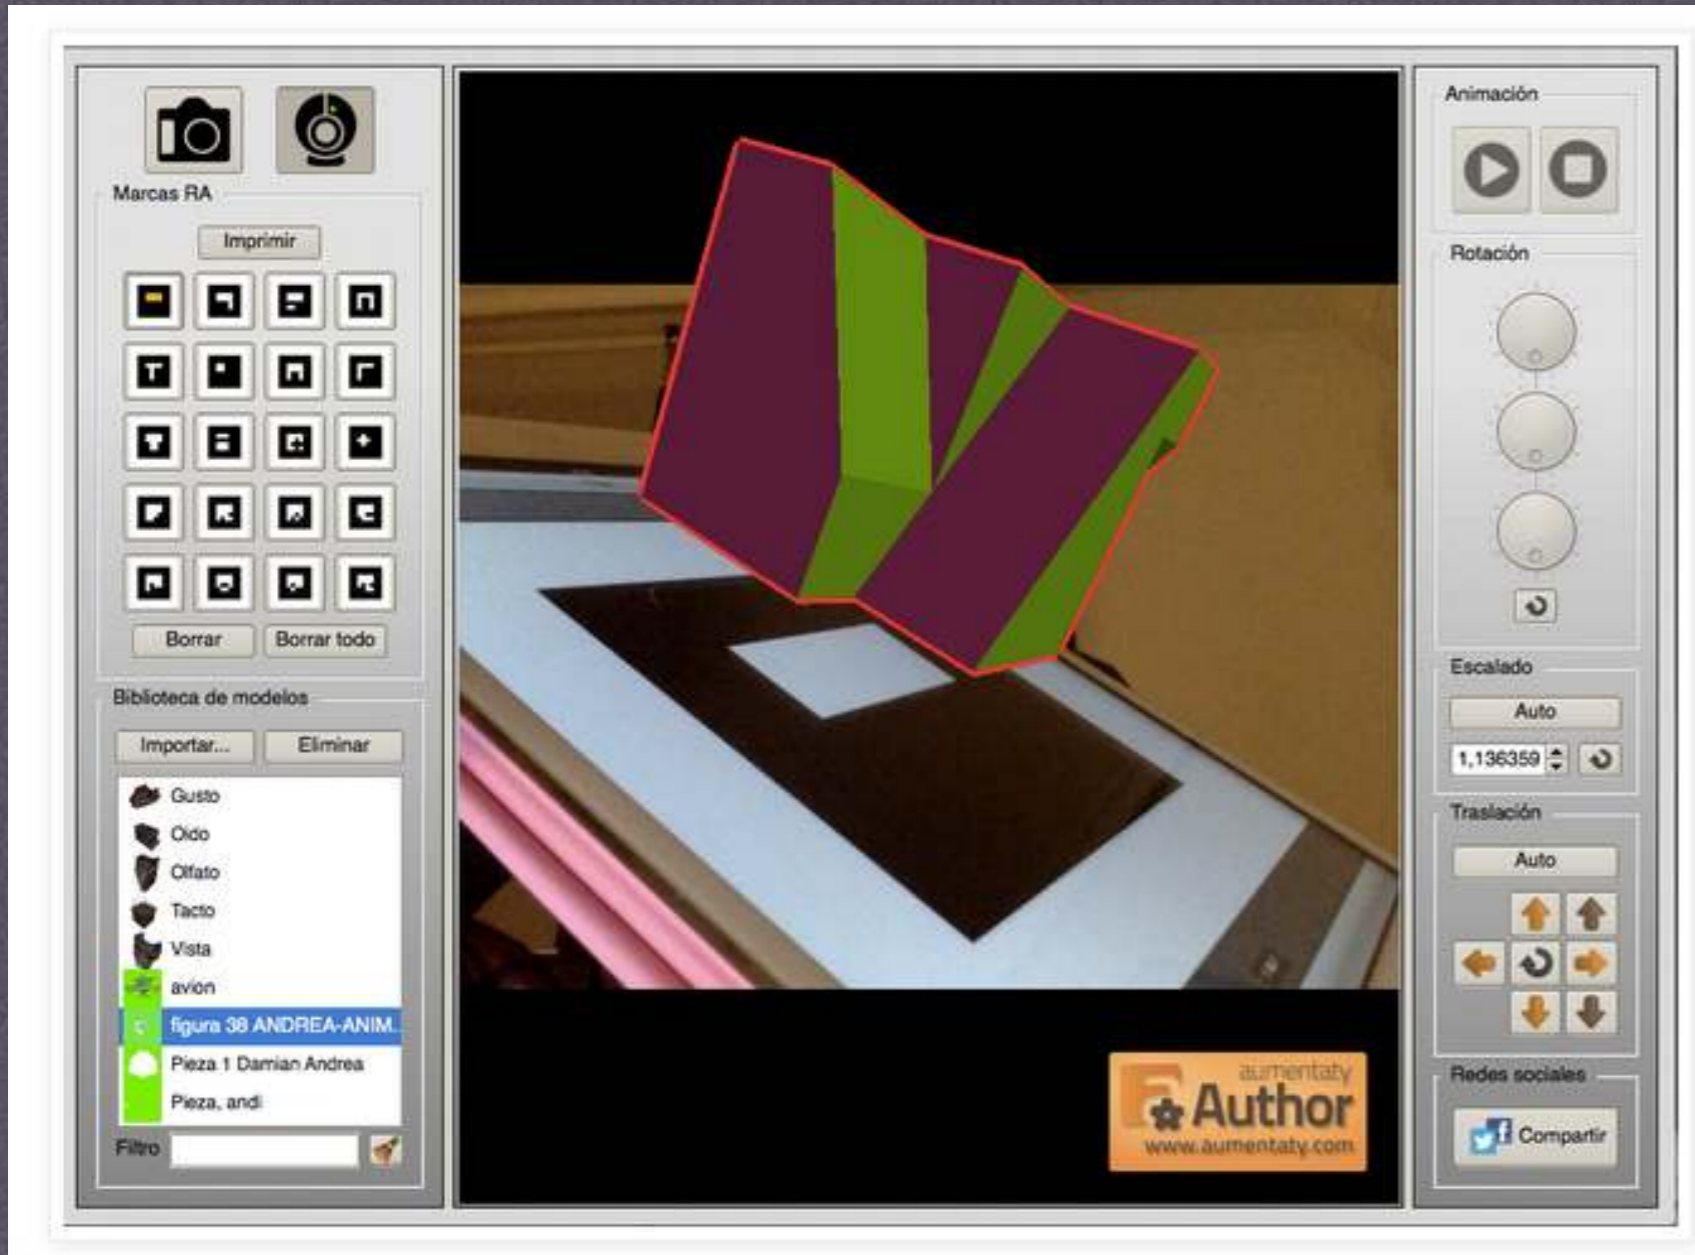 Marcas RA
Imprimir
Borrar
Borrar todo
Biblioteca de modelos
Importar...
Eliminar
Gusto
Oido
Olfato
Tacto
Vista
avion
figura 38 ANDREA-ANIM...
Pieza 1 Damian Andrea
Pieza, andi
Filtro
aumentaty
Author
www.aumentaty.com
Animación
Rotación
Escalado
Auto
1,136359
Traslación
Auto
Redes sociales
Compartir